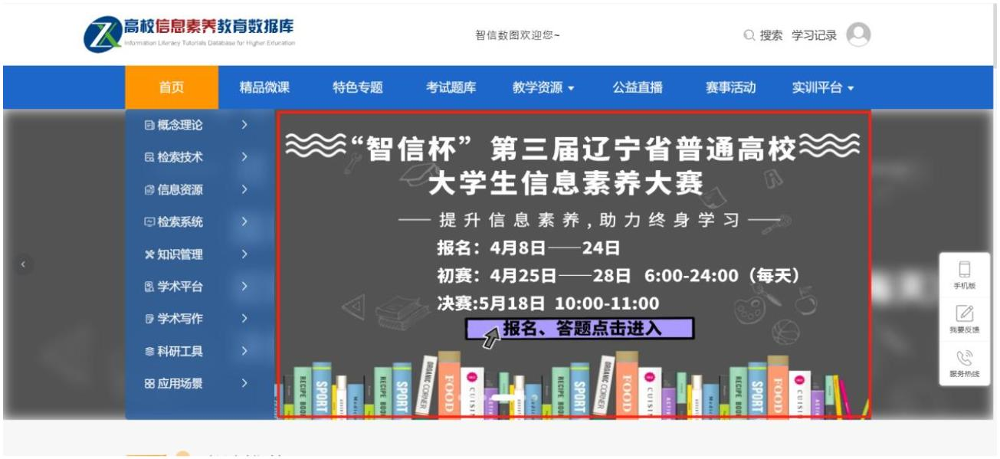 高校信息素养教育数据库
Information Literacy Tutorials Database for Higher Education
智信数图欢迎您~
搜索 学习记录
首页 精品微课 特色专题 考试题库 教学资源 公益直播 赛事活动 实训平台
概念理论
检索技术
信息资源
检索系统
知识管理
学术平台
学术写作
科研工具
应用场景
“智信杯”第三届辽宁省普通高校
大学生信息素养大赛
——提升信息素养,助力终身学习——
报名：4月8日——24日
初赛：4月25日——28日 6:00-24:00（每天）
决赛:5月18日 10:00-11:00
报名、答题点击进入
RECIPE BOOK
SPORT
RECIPE BOOK
SPORT
ORGANIC CORNER
FOOD
RECIPE BOOK
SPORT
ORGANIC CORNER
FOOD
RECIPE BOOK
SPORT
FOOD
手机版
我要反馈
服务热线